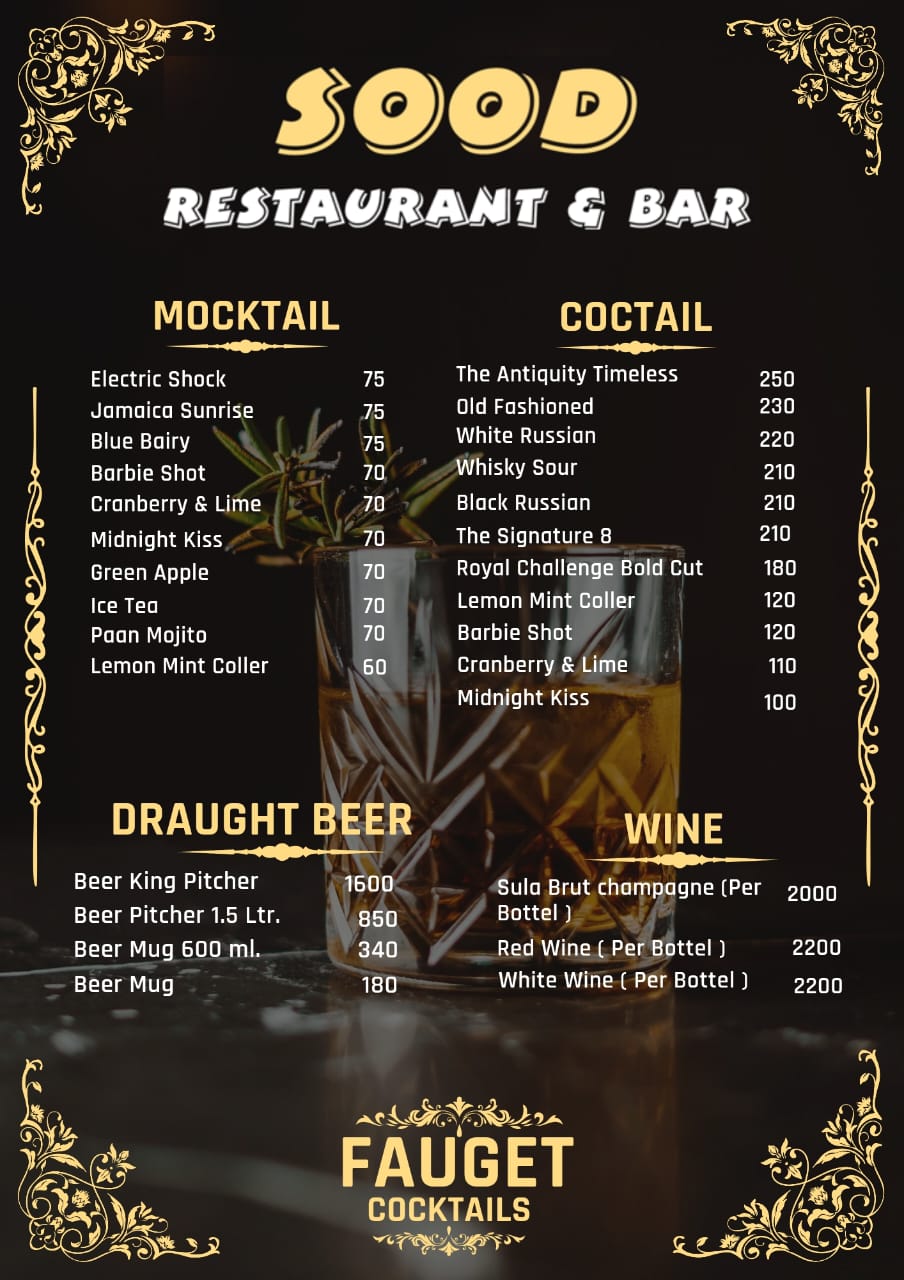 SOOD
RESTAURANT & BAR
MOCKTAIL
Electric Shock 75
Jamaica Sunrise 75
Blue Bairy 75
Barbie Shot 70
Cranberry & Lime 70
Midnight Kiss 70
Green Apple 70
Ice Tea 70
Paan Mojito 70
Lemon Mint Coller 60
COCTAIL
The Antiquity Timeless 250
Old Fashioned 230
White Russian 220
Whisky Sour 210
Black Russian 210
The Signature 8 210
Royal Challenge Bold Cut 180
Lemon Mint Coller 120
Barbie Shot 120
Cranberry & Lime 110
Midnight Kiss 100
DRAUGHT BEER
Beer King Pitcher 1600
Beer Pitcher 1.5 Ltr. 850
Beer Mug 600 ml. 340
Beer Mug 180
WINE
Sula Brut champagne (Per 2000
Bottel )
Red Wine ( Per Bottel ) 2200
White Wine ( Per Bottel ) 2200
FAUGET
COCKTAILS